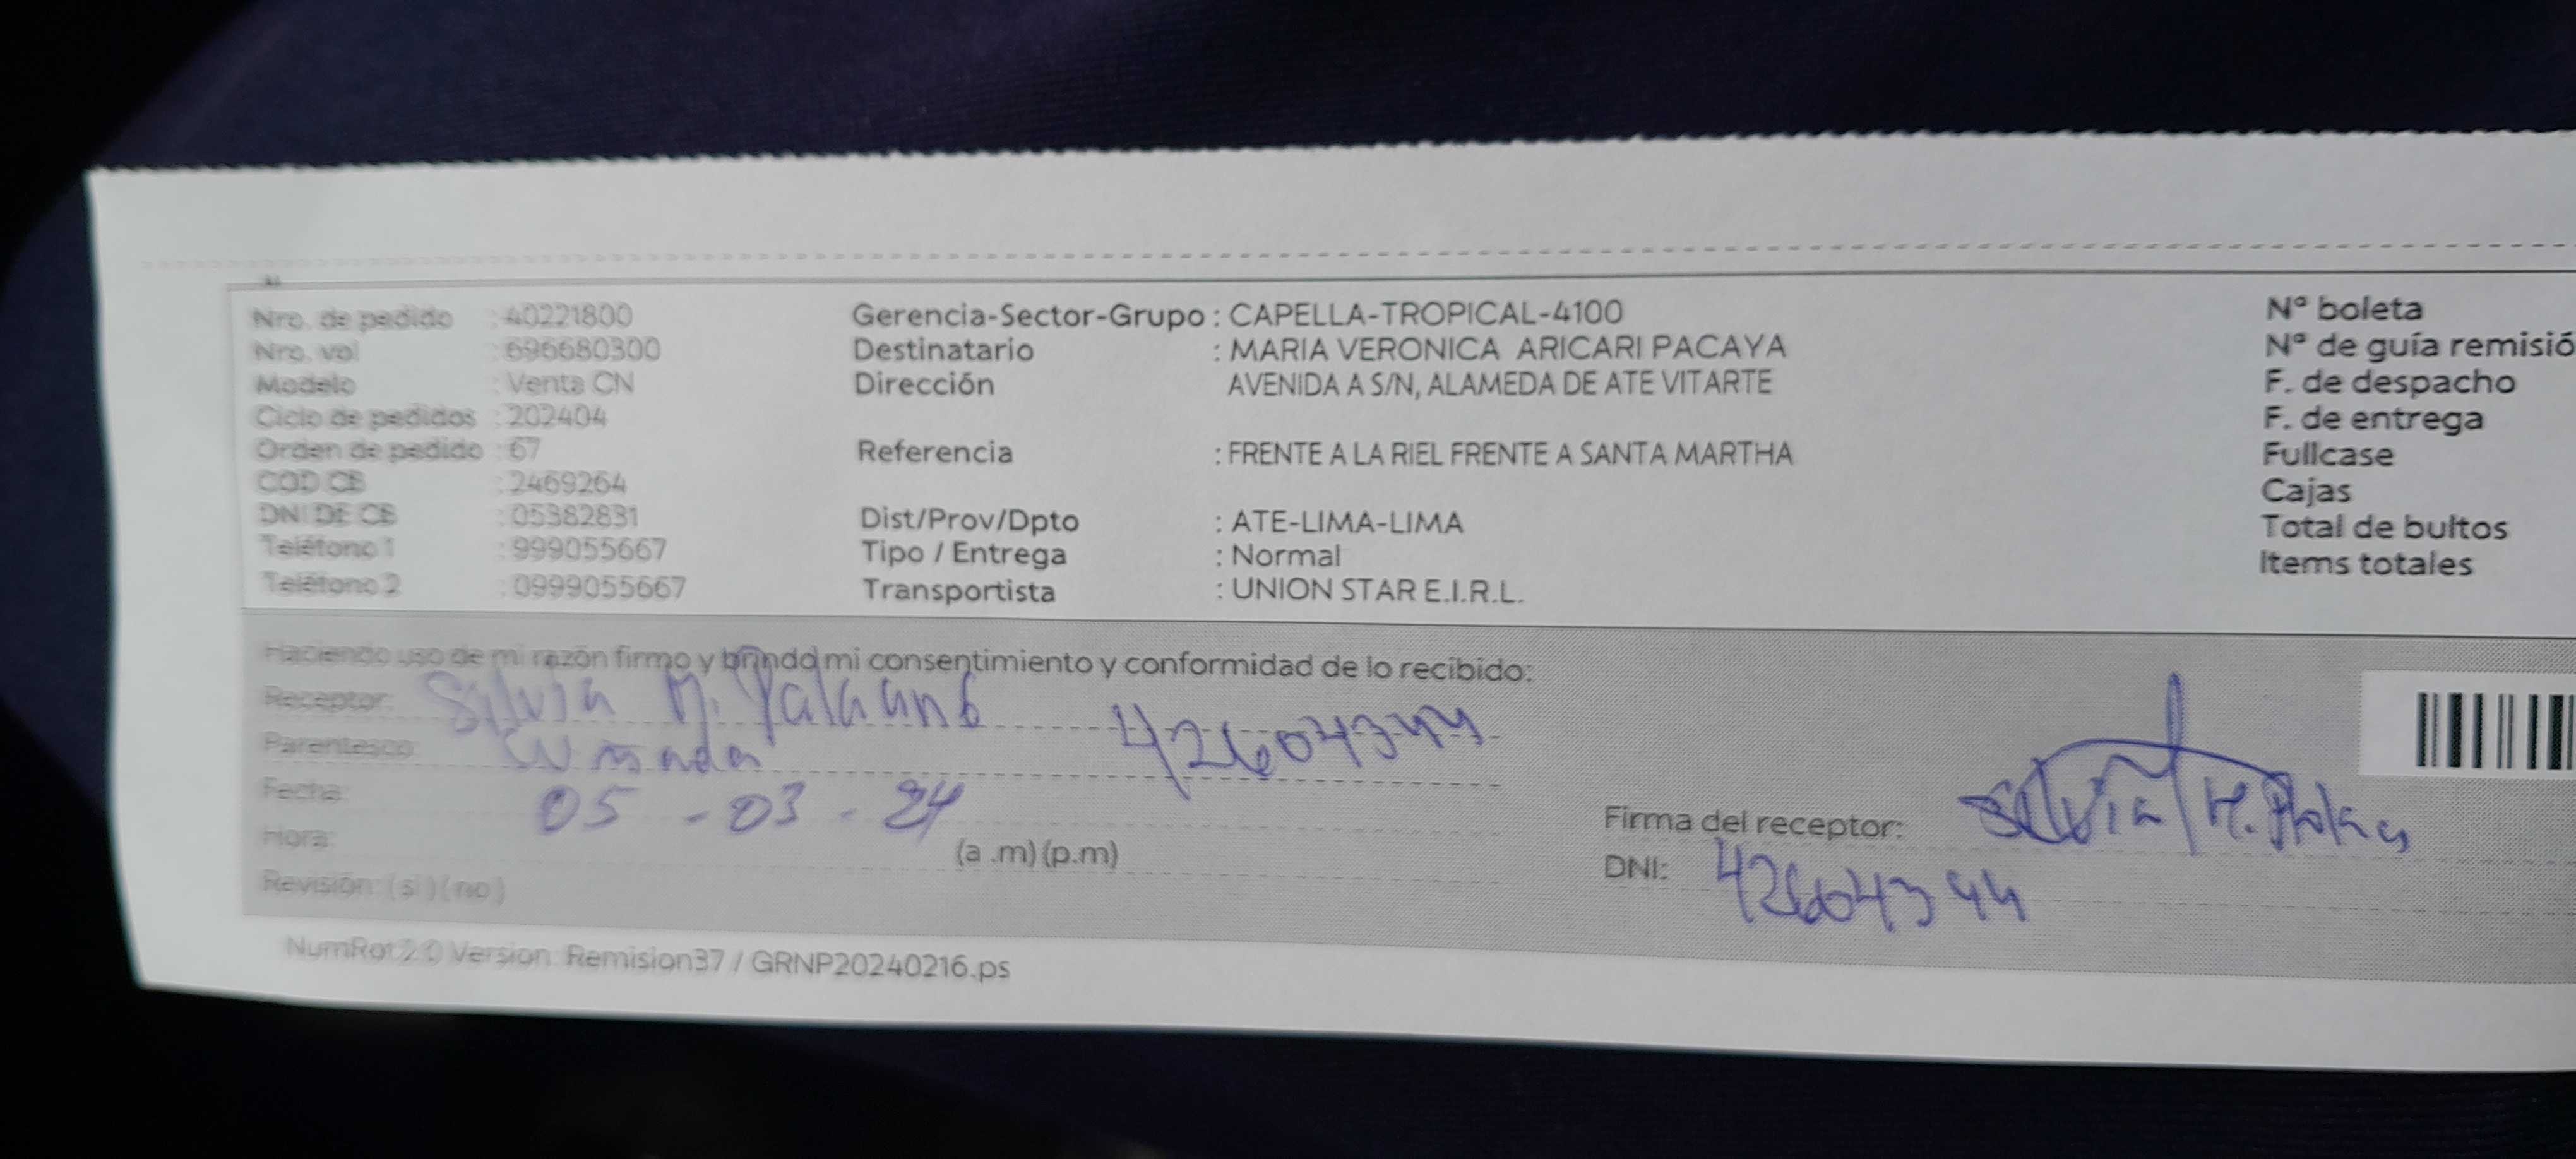 Nro. de pedido : 40221800 Gerencia-Sector-Grupo : CAPELLA-TROPICAL-4100 Nº boleta
Nro. vol : 696680300 Destinatario : MARIA VERONICA ARICARI PACAYA Nº de guía remisió
Modelo : Venta CN Dirección AVENIDA A S/N, ALAMEDA DE ATE VITARTE F. de despacho
Ciclo de pedidos : 202404 F. de entrega
Orden de pedido : 67 Referencia : FRENTE A LA RIEL FRENTE A SANTA MARTHA Fullcase
COD CB : 2469264 Cajas
DNI DE CB : 05382831 Dist/Prov/Dpto : ATE-LIMA-LIMA Total de bultos
Teléfono 1 : 999055667 Tipo / Entrega : Normal Items totales
Teléfono 2 : 0999055667 Transportista : UNION STAR E.I.R.L.
Haciendo uso de mi razón firmo y brindo mi consentimiento y conformidad de lo recibido:
Receptor: Silvia M.
Parentesco: 42604344
Fecha: 05 - 03 - 24
Hora: (a .m) (p.m)
Revisión: (si) (no)
Firma del receptor: Silvia M.
DNI: 42604344
NumRot2.0 Version: Remision37 / GRNP20240216.ps